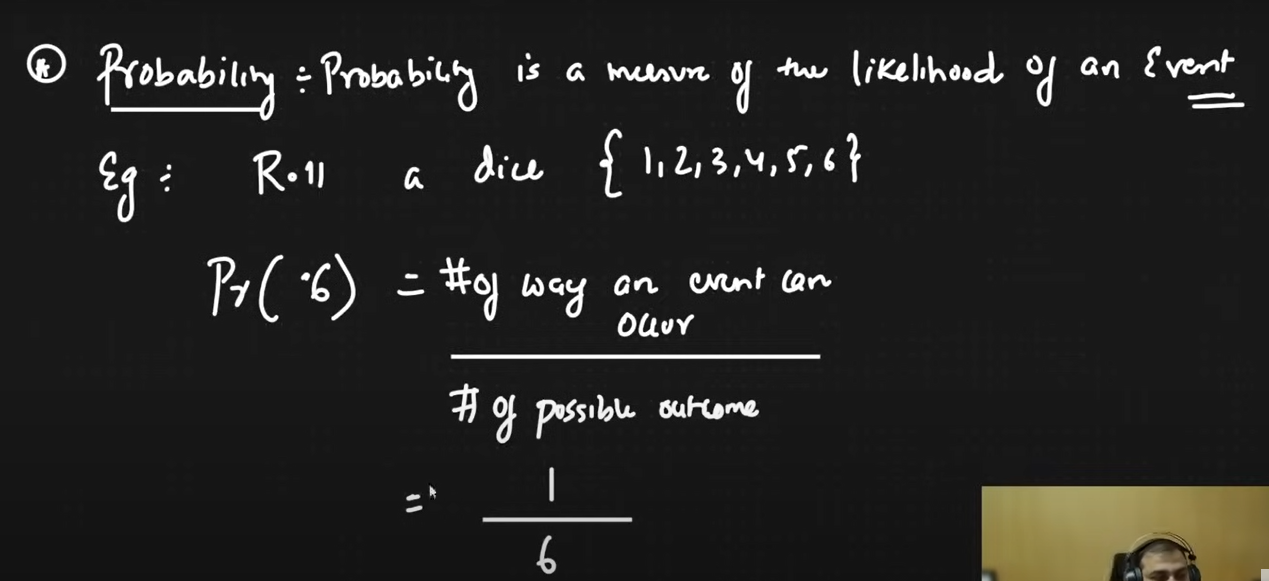 Probability ÷ Probability is a measure of the likelihood of an Event
Eg : Roll a dice { 1, 2, 3, 4, 5, 6 }
Pr( 6 ) = # of way an event can
occur
# of possible outcome
= 1
6